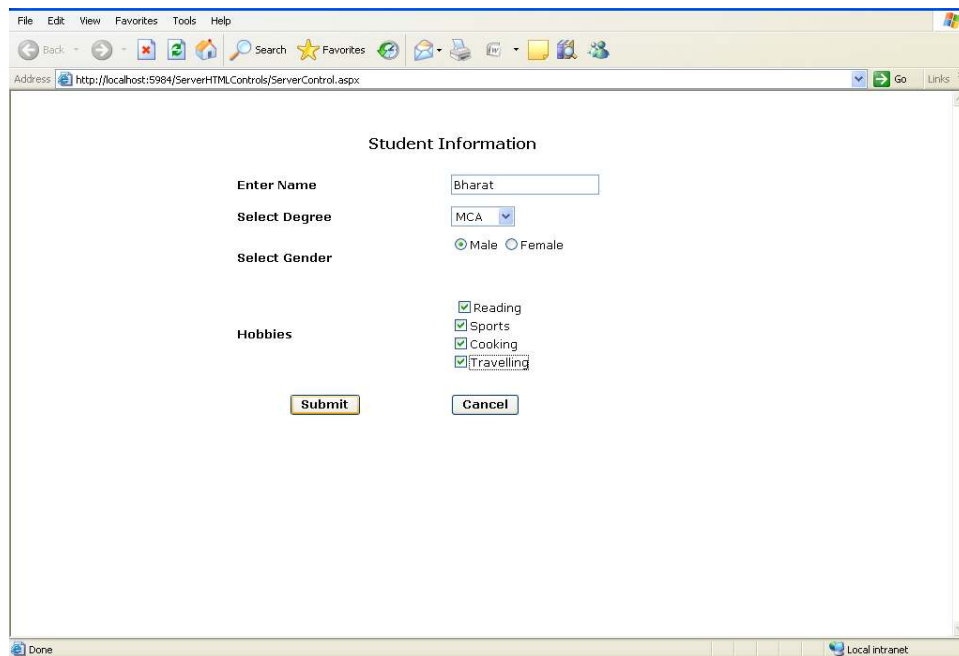 File Edit View Favorites Tools Help
Back Search Favorites
Address http://localhost:5984/ServerHTMLControls/ServerControl.aspx Go Links
Student Information
Enter Name Bharat
Select Degree MCA
Male Female
Select Gender
Reading
Sports
Hobbies
Cooking
Travelling
Submit Cancel
Done Local intranet